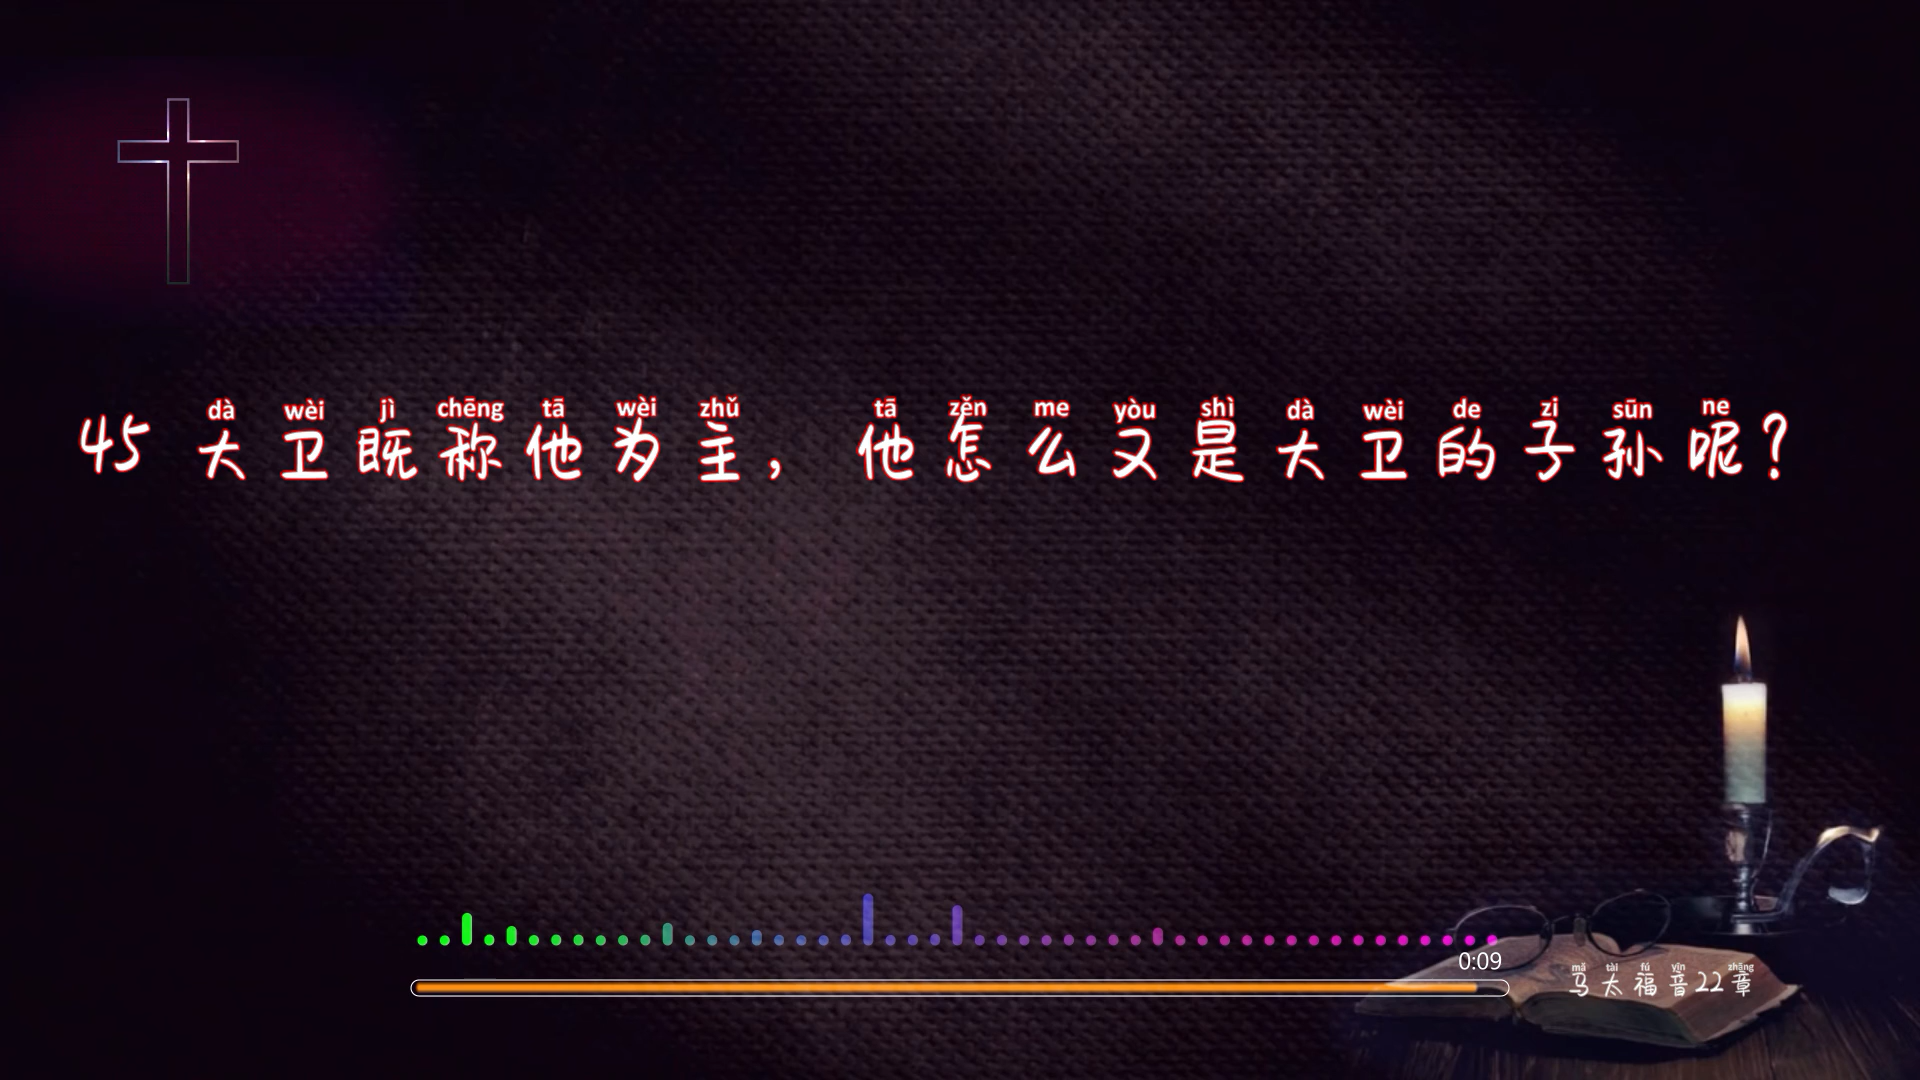 dà wèi jì chēng tā wèi zhǔ tā zěn me yòu shì dà wèi de zi sūn ne
45 大卫既称他为主，他怎么又是大卫的子孙呢？
0:09
mǎ tài fú yīn zhāng
马太福音22章